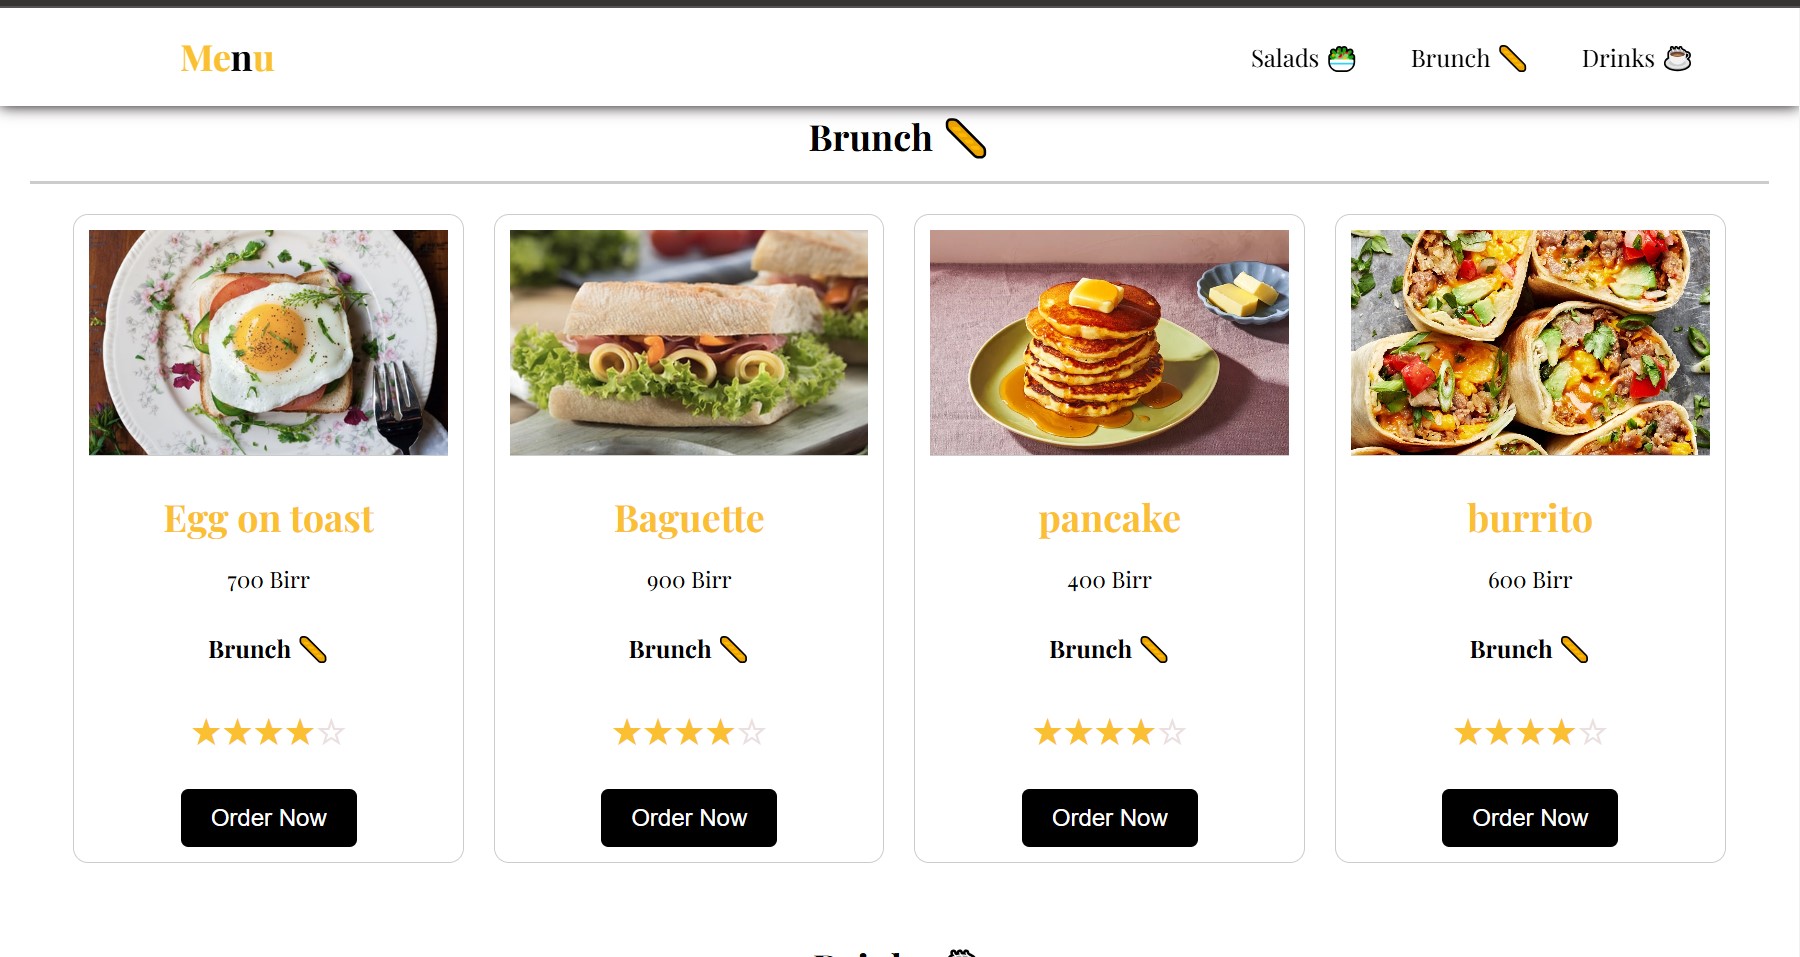 Menu
Salads 🥗 Brunch 🥖 Drinks ☕
Brunch 🥖
Egg on toast
700 Birr
Brunch 🥖
★★★★☆
Order Now
Baguette
900 Birr
Brunch 🥖
★★★★☆
Order Now
pancake
400 Birr
Brunch 🥖
★★★★☆
Order Now
burrito
600 Birr
Brunch 🥖
★★★★☆
Order Now